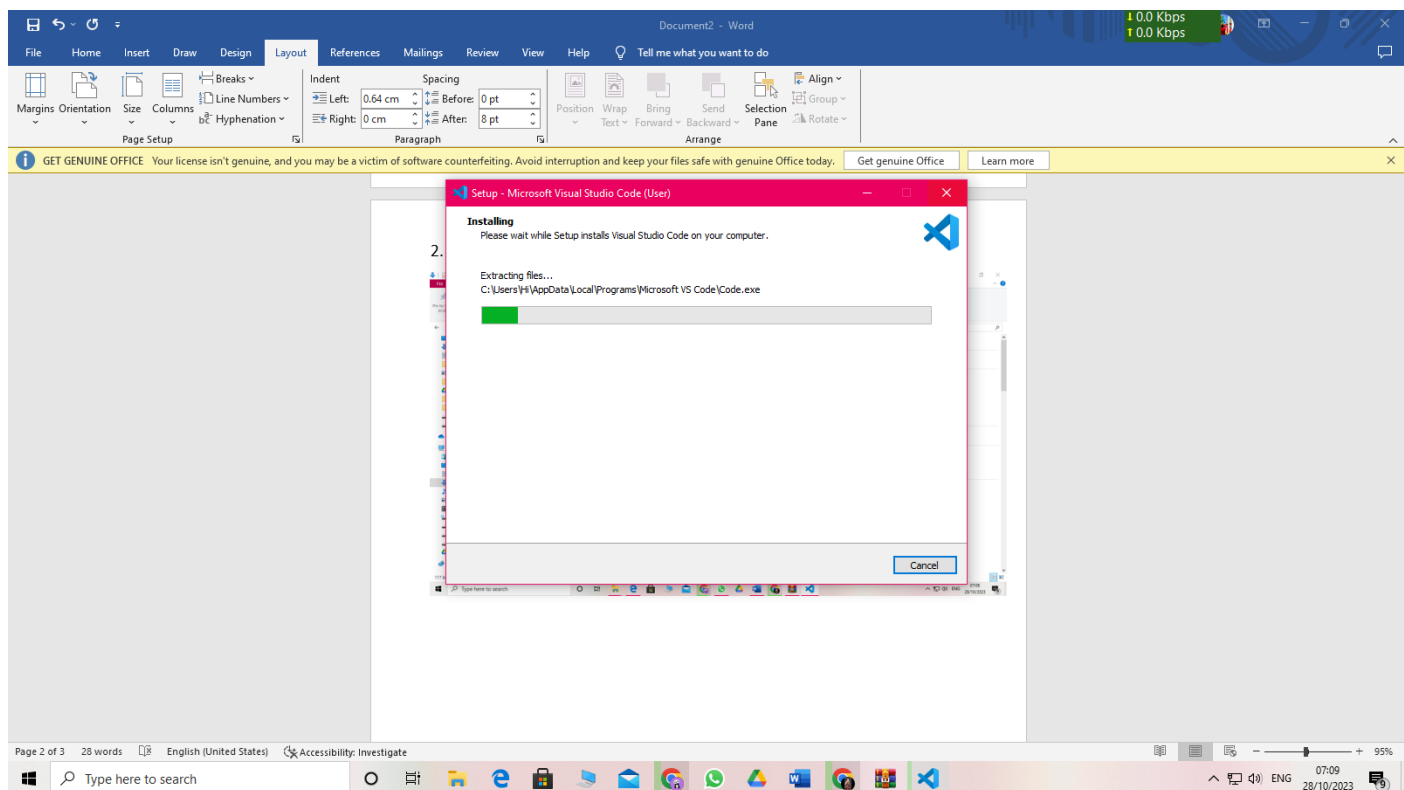 Document2 - Word
↓ 0.0 Kbps
↑ 0.0 Kbps
File Home Insert Draw Design Layout References Mailings Review View Help Tell me what you want to do
Margins Orientation Size Columns
Breaks
Line Numbers
Hyphenation
Page Setup
Indent
Left: 0.64 cm
Right: 0 cm
Spacing
Before: 0 pt
After: 8 pt
Paragraph
Position Wrap Text Bring Forward Send Backward Selection Pane
Align
Group
Rotate
Arrange
GET GENUINE OFFICE Your license isn't genuine, and you may be a victim of software counterfeiting. Avoid interruption and keep your files safe with genuine Office today. Get genuine Office Learn more
Setup - Microsoft Visual Studio Code (User)
Installing
Please wait while Setup installs Visual Studio Code on your computer.
2.
Extracting files...
C:\Users\Hi\AppData\Local\Programs\Microsoft VS Code\Code.exe
Cancel
Type here to search
Page 2 of 3 28 words English (United States) Accessibility: Investigate 95%
Type here to search
ENG
07:09
28/10/2023
9